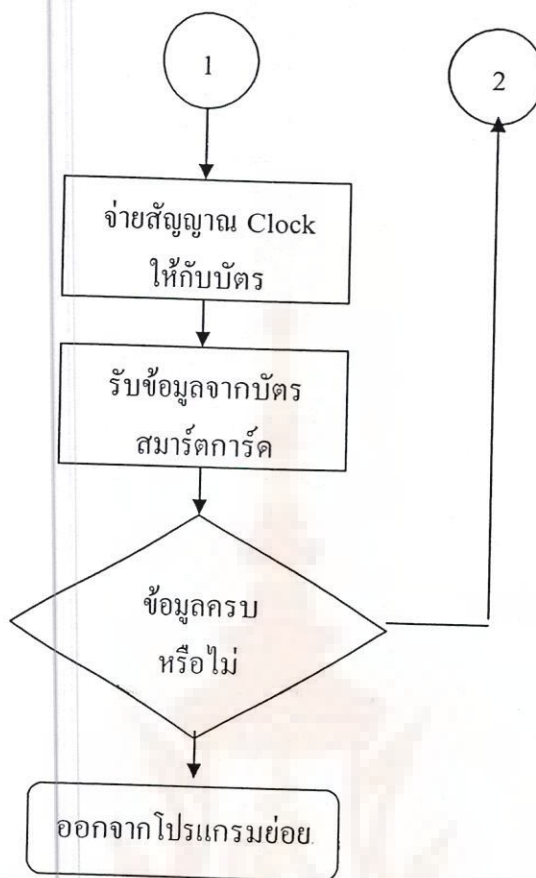 1
2
จ่ายสัญญาณ Clock
ให้กับบัตร
รับข้อมูลจากบัตร
สมาร์ตการ์ด
ข้อมูลครบ
หรือไม่
ออกจากโปรแกรมย่อย